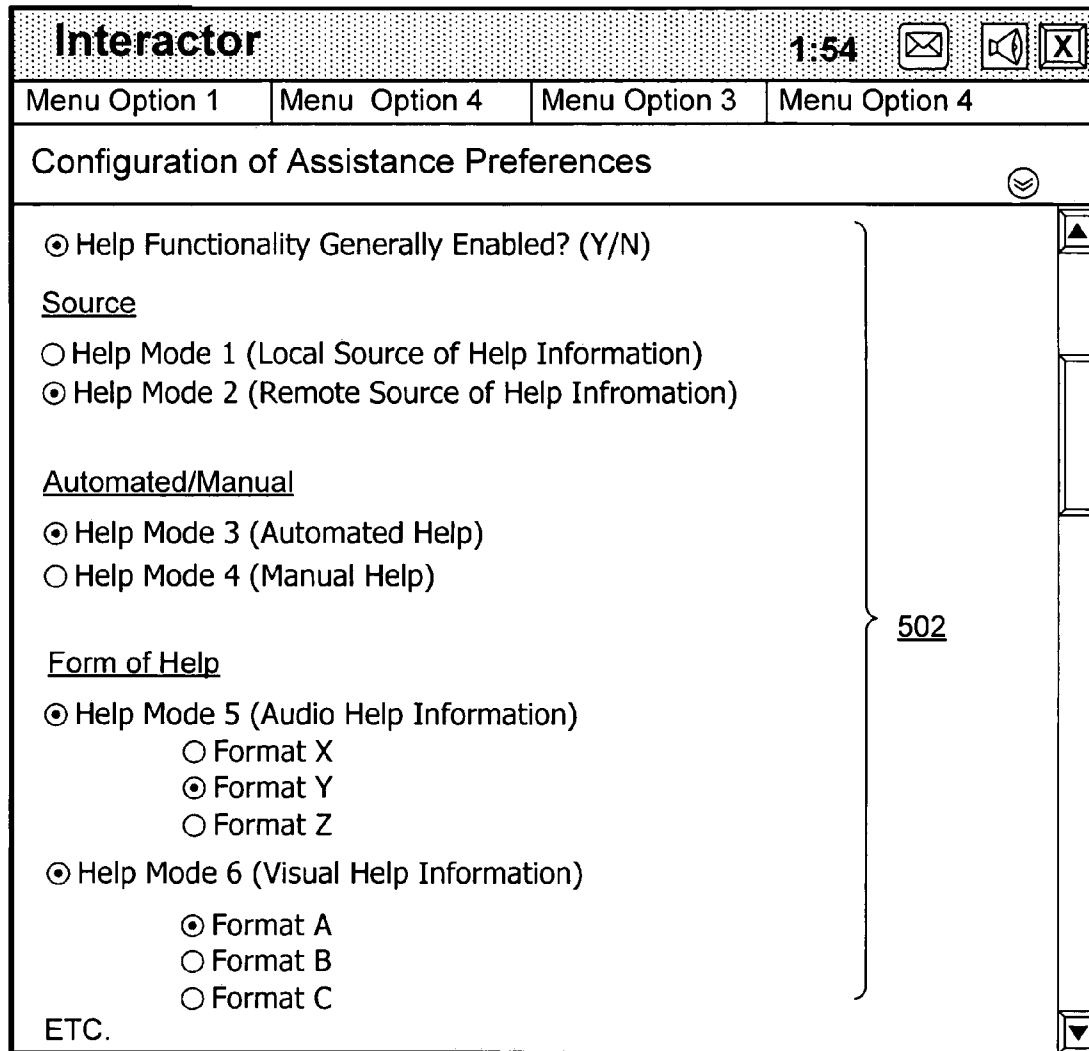 Interactor 1:54 X
Menu Option 1 Menu Option 4 Menu Option 3 Menu Option 4
Configuration of Assistance Preferences
Help Functionality Generally Enabled? (Y/N)
Source
Help Mode 1 (Local Source of Help Information)
Help Mode 2 (Remote Source of Help Infromation)
Automated/Manual
Help Mode 3 (Automated Help)
Help Mode 4 (Manual Help)
502
Form of Help
Help Mode 5 (Audio Help Information)
Format X
Format Y
Format Z
Help Mode 6 (Visual Help Information)
Format A
Format B
Format C
ETC.